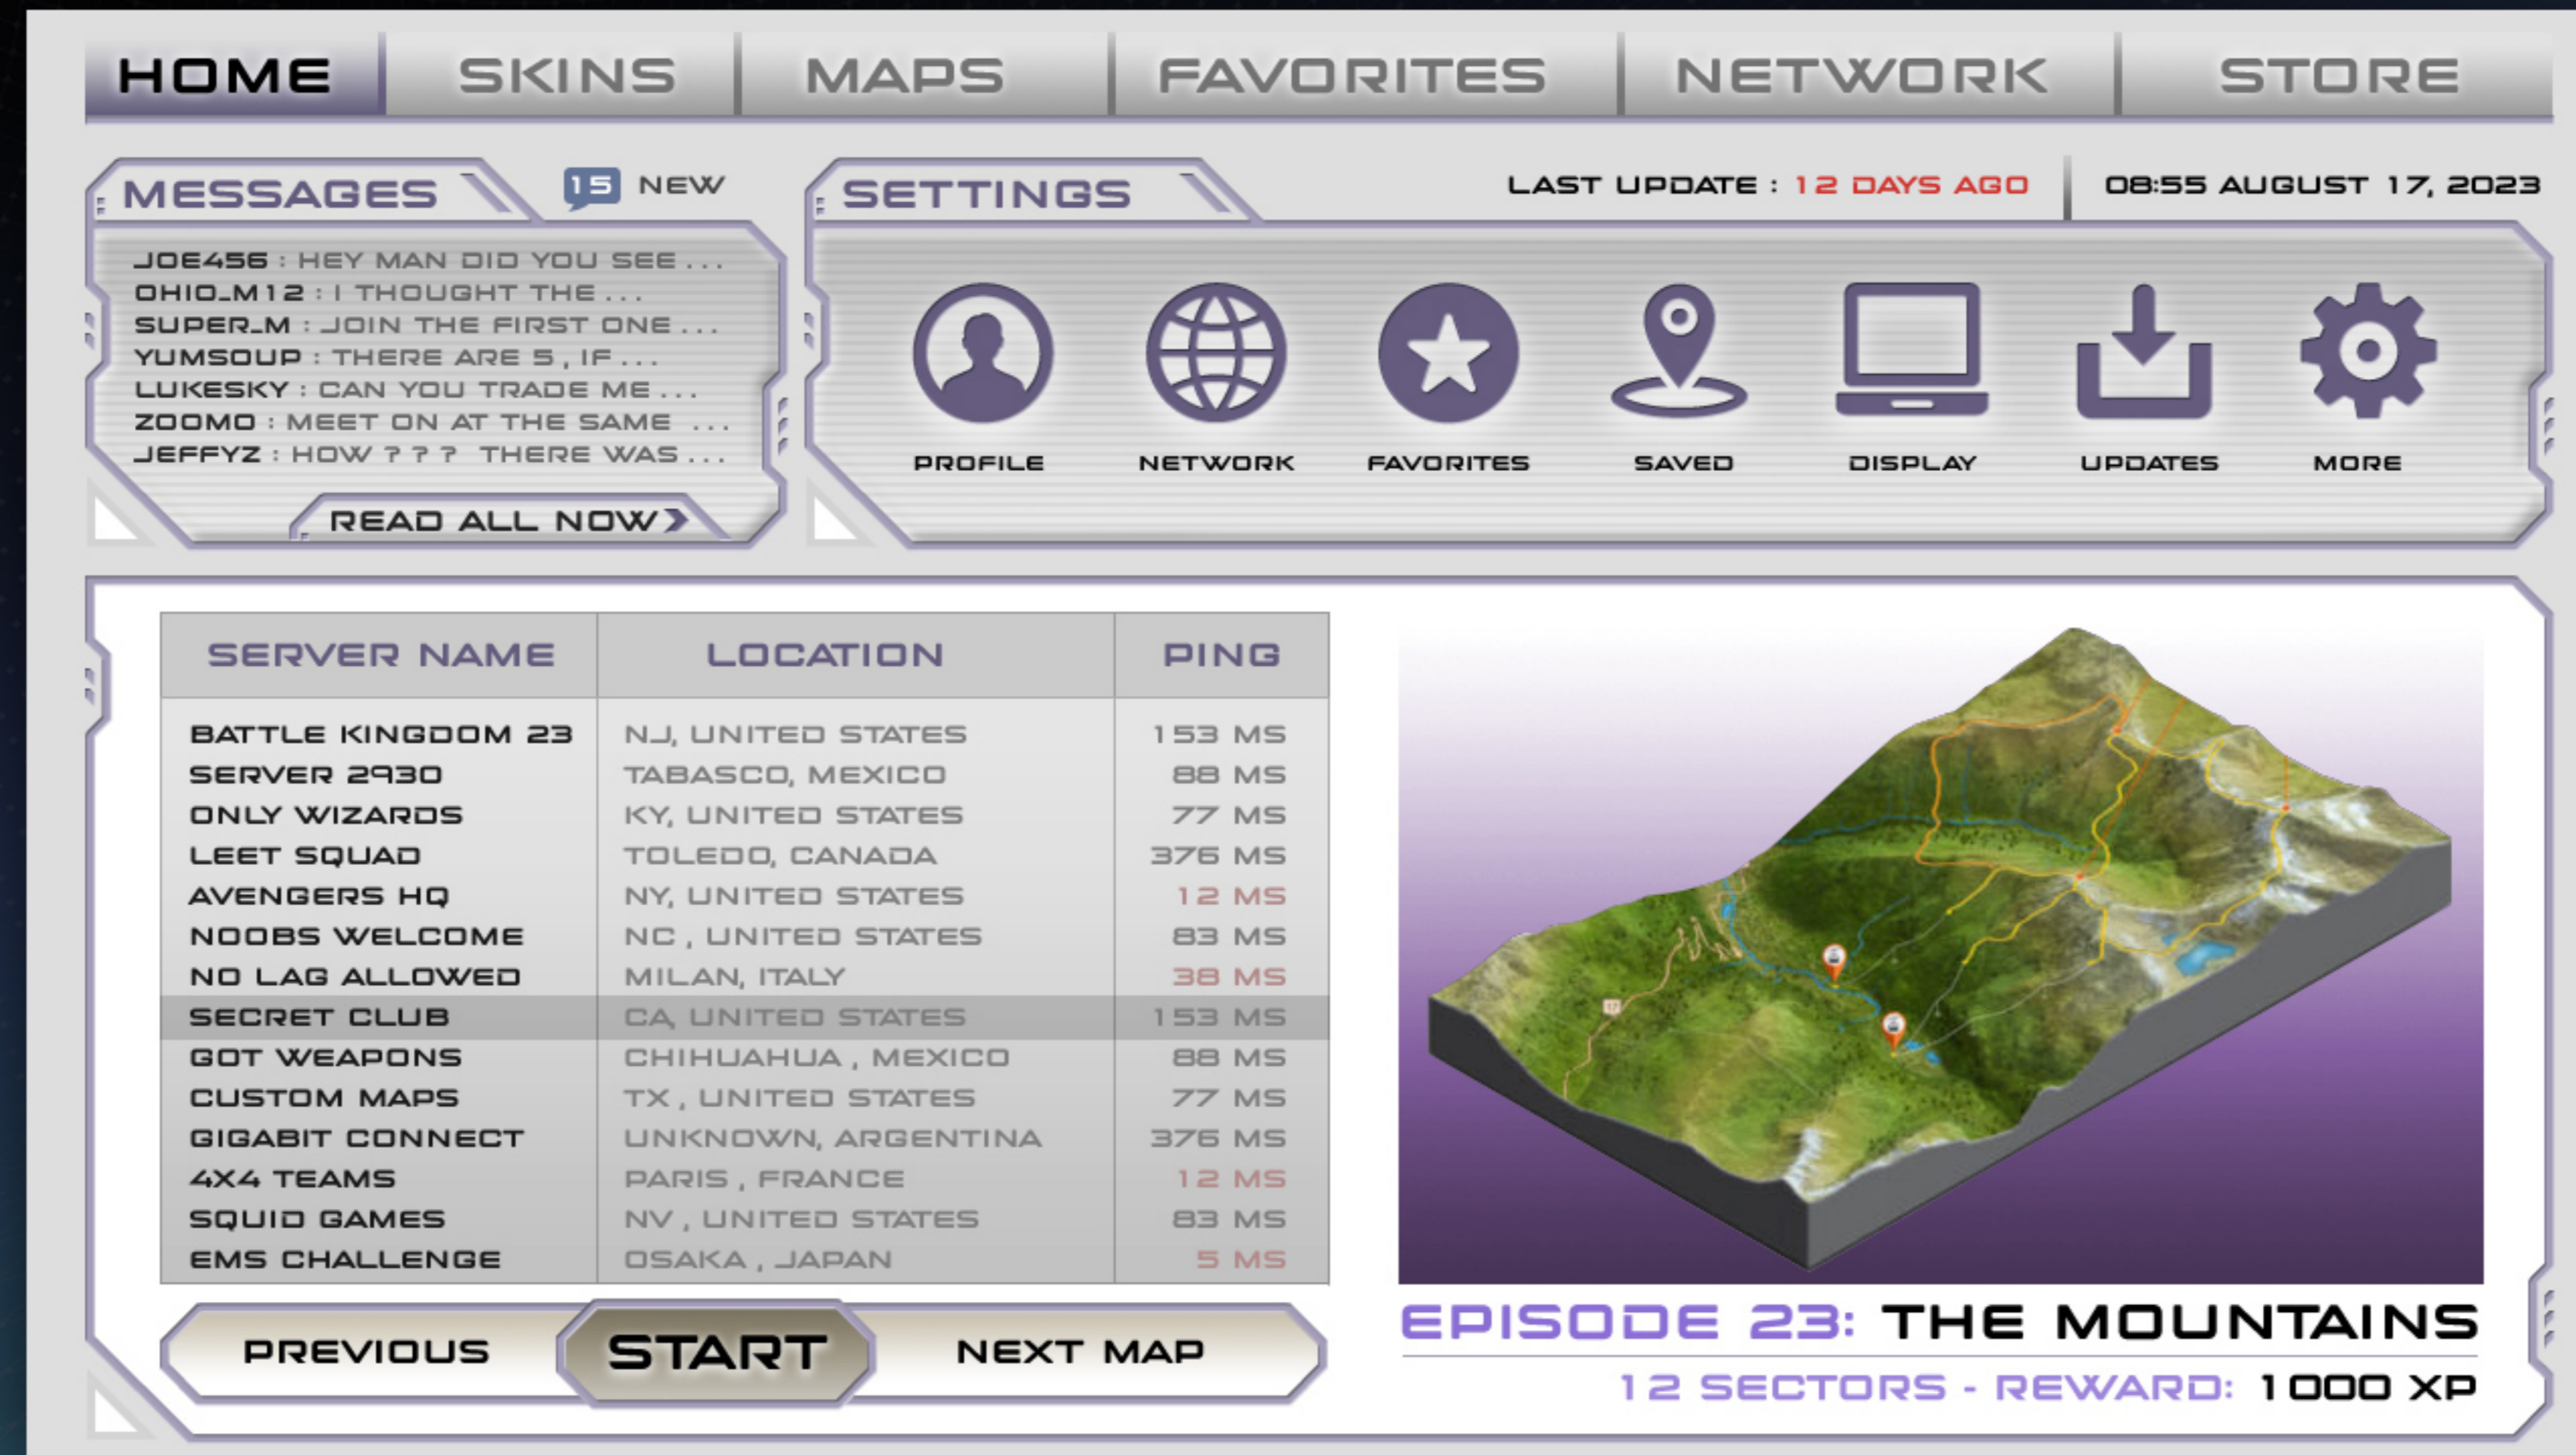 HOME SKINS MAPS FAVORITES NETWORK STORE
MESSAGES 15 NEW
JOE456 : HEY MAN DID YOU SEE ...
OHIO_M12 : I THOUGHT THE ...
SUPER_M : JOIN THE FIRST ONE ...
YUMSOUP : THERE ARE 5 , IF ...
LUKESKY : CAN YOU TRADE ME ...
ZOOMO : MEET ON AT THE SAME ...
JEFFYZ : HOW ? ? ? THERE WAS ...
READ ALL NOW
SETTINGS LAST UPDATE : 12 DAYS AGO 08:55 AUGUST 17, 2023
PROFILE NETWORK FAVORITES SAVED DISPLAY UPDATES MORE
SERVER NAME LOCATION PING
BATTLE KINGDOM 23 NJ, UNITED STATES 153 MS
SERVER 2930 TABASCO, MEXICO 88 MS
ONLY WIZARDS KY, UNITED STATES 77 MS
LEET SQUAD TOLEDO, CANADA 376 MS
AVENGERS HQ NY, UNITED STATES 12 MS
NOOBS WELCOME NC , UNITED STATES 83 MS
NO LAG ALLOWED MILAN, ITALY 38 MS
SECRET CLUB CA, UNITED STATES 153 MS
GOT WEAPONS CHIHUAHUA , MEXICO 88 MS
CUSTOM MAPS TX , UNITED STATES 77 MS
GIGABIT CONNECT UNKNOWN, ARGENTINA 376 MS
4X4 TEAMS PARIS , FRANCE 12 MS
SQUID GAMES NV , UNITED STATES 83 MS
EMS CHALLENGE OSAKA , JAPAN 5 MS
PREVIOUS START NEXT MAP
EPISODE 23: THE MOUNTAINS
12 SECTORS - REWARD: 1000 XP